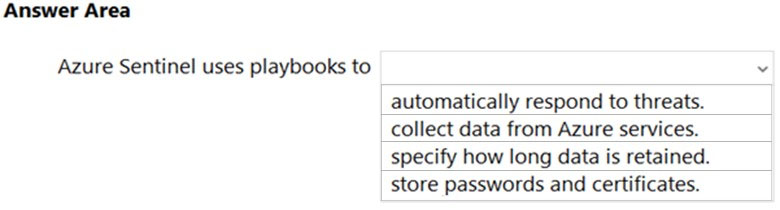 Answer Area
Azure Sentinel uses playbooks to
automatically respond to threats.
collect data from Azure services.
specify how long data is retained.
store passwords and certificates.